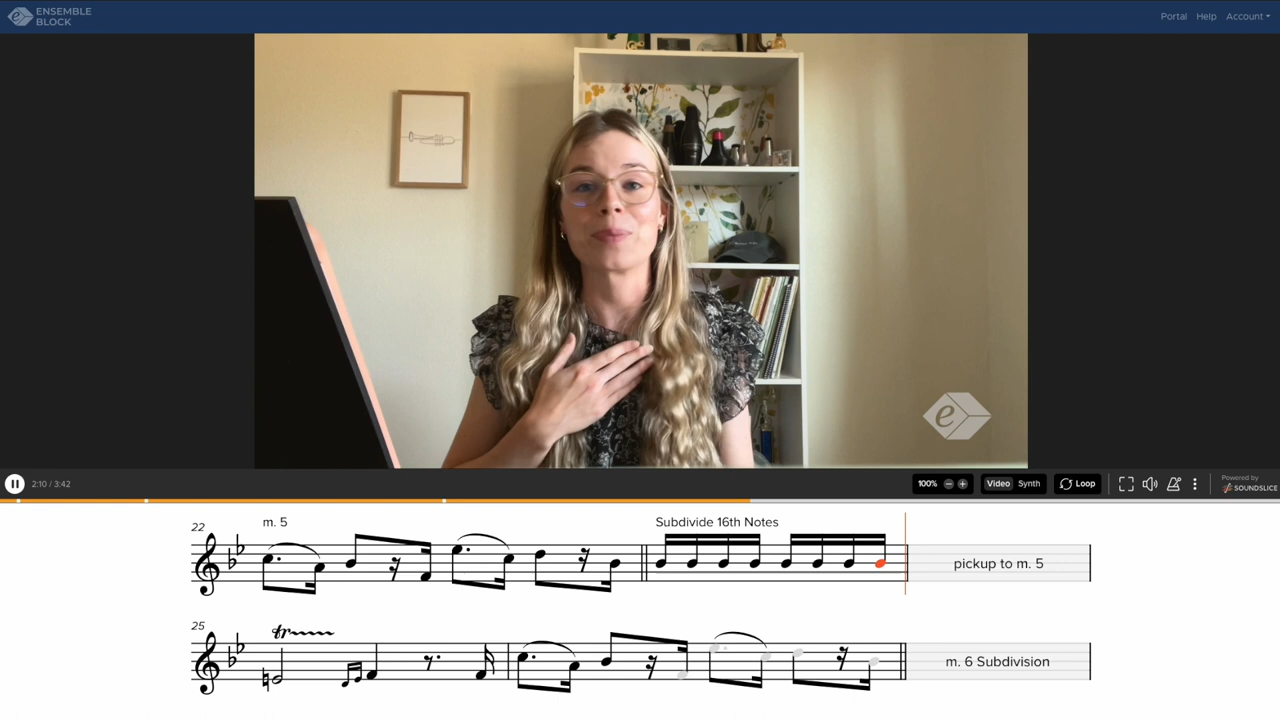 ENSEMBLE
BLOCK
Portal Help Account
e
2:10 / 3:42
100%
Video Synth
Loop
Powered by
SOUNDSLICE
22
m. 5
Subdivide 16th Notes
pickup to m. 5
25
tr
m. 6 Subdivision